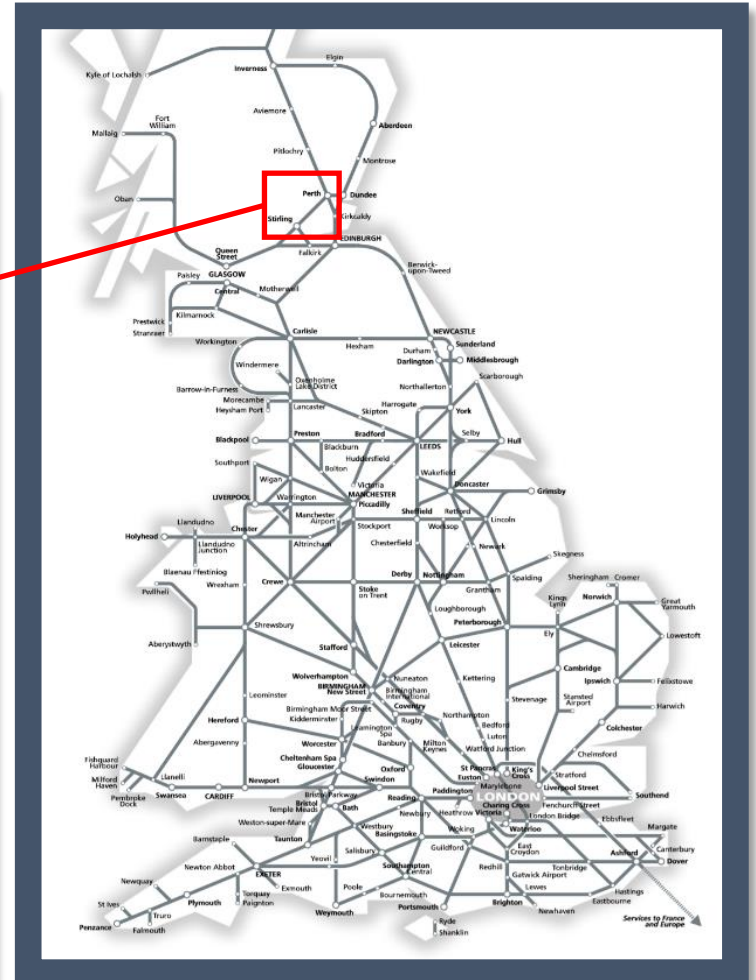 Elgin
Inverness
Kyle of Lochalsh
Aviemore
Fort
William
Mallaig
Aberdeen
Pitlochry
Montrose
Perth
Dundee
Oban
Stirling
Kirkcaldy
EDINBURGH
Queen
Street
Falkirk
Berwick-
upon-Tweed
Paisley
GLASGOW
Central
Motherwell
Prestwick
Kilmarnock
Stranraer
Carlisle
NEWCASTLE
Workington
Hexham
Sunderland
Durham
Windermere
Darlington
Middlesbrough
Oxenholme
Lake District
Scarborough
Barrow-in-Furness
Northallerton
Morecambe
Heysham Port
Lancaster
Harrogate
Skipton
York
Blackpool
Preston
Bradford
Selby
Hull
Blackburn
LEEDS
Southport
Huddersfield
Bolton
Wakefield
Wigan
Victoria
Doncaster
Grimsby
LIVERPOOL
Warrington
MANCHESTER
Piccadilly
Manchester
Airport
Sheffield
Retford
Llandudno
Stockport
Worksop
Lincoln
Holyhead
Chester
Llandudno
Junction
Altrincham
Chesterfield
Newark
Skegness
Blaenau Ffestiniog
Crewe
Derby
Nottingham
Spalding
Sheringham
Cromer
Pwllheli
Wrexham
Stoke
on Trent
Grantham
Kings
Lynn
Norwich
Great
Yarmouth
Loughborough
Shrewsbury
Peterborough
Aberystwyth
Stafford
Leicester
Ely
Lowestoft
Wolverhampton
Nuneaton
Kettering
Cambridge
BIRMINGHAM
New Street
Birmingham
International
Ipswich
Felixstowe
Leominster
Coventry
Stevenage
Stansted
Airport
Birmingham Moor Street
Northampton
Harwich
Hereford
Kidderminster
Rugby
Bedford
Colchester
Leamington
Spa
Luton
Abergavenny
Worcester
Banbury
Milton
Keynes
Watford Junction
Chelmsford
Cheltenham Spa
Gloucester
Oxford
St Pancras
Euston
King's
Cross
Stratford
Fishguard
Harbour
Llanelli
Newport
Swindon
Marylebone
Liverpool Street
Milford
Haven
Paddington
LONDON
Southend
Pembroke
Dock
Swansea
CARDIFF
Bristol Parkway
Bristol
Temple Meads
Bath
Reading
Charing Cross
Fenchurch Street
Newbury
Heathrow
Victoria
London Bridge
Ebbsfleet
Weston-super-Mare
Westbury
Basingstoke
Woking
Waterloo
Margate
Barnstaple
Taunton
Salisbury
Guildford
East
Croydon
Canterbury
Yeovil
Ashford
Dover
Newton Abbot
EXETER
Southampton
Central
Redhill
Tonbridge
Gatwick Airport
Newquay
Exmouth
Poole
Lewes
Hastings
Torquay
Paignton
Bournemouth
Eastbourne
St Ives
Plymouth
Weymouth
Portsmouth
Brighton
Newhaven
Truro
Ryde
Penzance
Falmouth
Shanklin
Services to France
and Europe